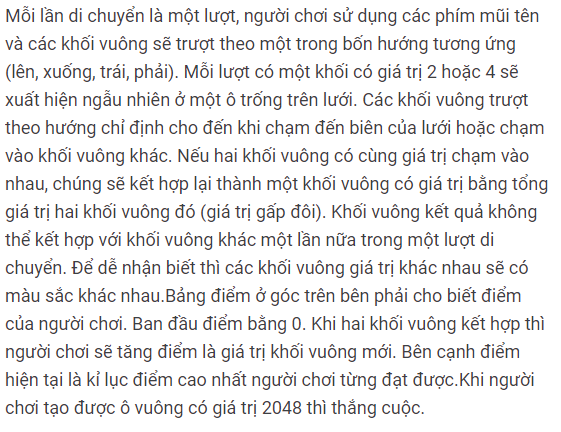 Mỗi lần di chuyển là một lượt, người chơi sử dụng các phím mũi tên
và các khối vuông sẽ trượt theo một trong bốn hướng tương ứng
(lên, xuống, trái, phải). Mỗi lượt có một khối có giá trị 2 hoặc 4 sẽ
xuất hiện ngẫu nhiên ở một ô trống trên lưới. Các khối vuông trượt
theo hướng chỉ định cho đến khi chạm đến biên của lưới hoặc chạm
vào khối vuông khác. Nếu hai khối vuông có cùng giá trị chạm vào
nhau, chúng sẽ kết hợp lại thành một khối vuông có giá trị bằng tổng
giá trị hai khối vuông đó (giá trị gấp đôi). Khối vuông kết quả không
thể kết hợp với khối vuông khác một lần nữa trong một lượt di
chuyển. Để dễ nhận biết thì các khối vuông giá trị khác nhau sẽ có
màu sắc khác nhau.Bảng điểm ở góc trên bên phải cho biết điểm
của người chơi. Ban đầu điểm bằng 0. Khi hai khối vuông kết hợp thì
người chơi sẽ tăng điểm là giá trị khối vuông mới. Bên cạnh điểm
hiện tại là kỉ lục điểm cao nhất người chơi từng đạt được.Khi người
chơi tạo được ô vuông có giá trị 2048 thì thắng cuộc.